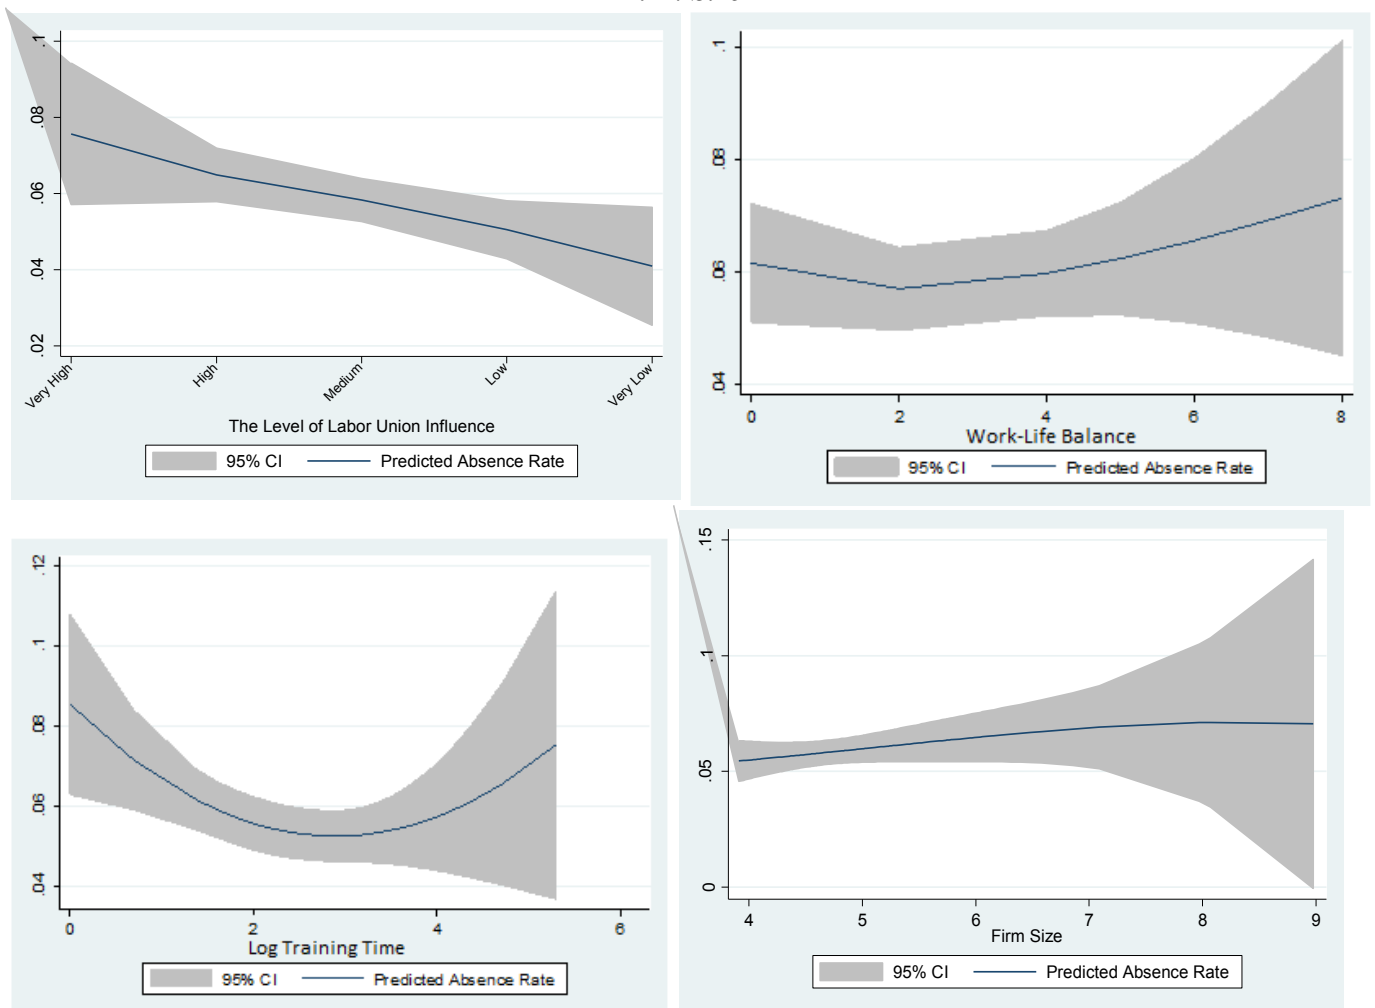 .1
.08
.06
.04
.02
Very High
High
Medium
Low
Very Low
The Level of Labor Union Influence
95% CI Predicted Absence Rate
.1
.08
.06
.04
0 2 4 6 8
Work-Life Balance
95% CI Predicted Absence Rate
.12
.1
.08
.06
.04
0 2 4 6
Log Training Time
95% CI Predicted Absence Rate
.15
.1
.05
0
4 5 6 7 8 9
Firm Size
95% CI Predicted Absence Rate